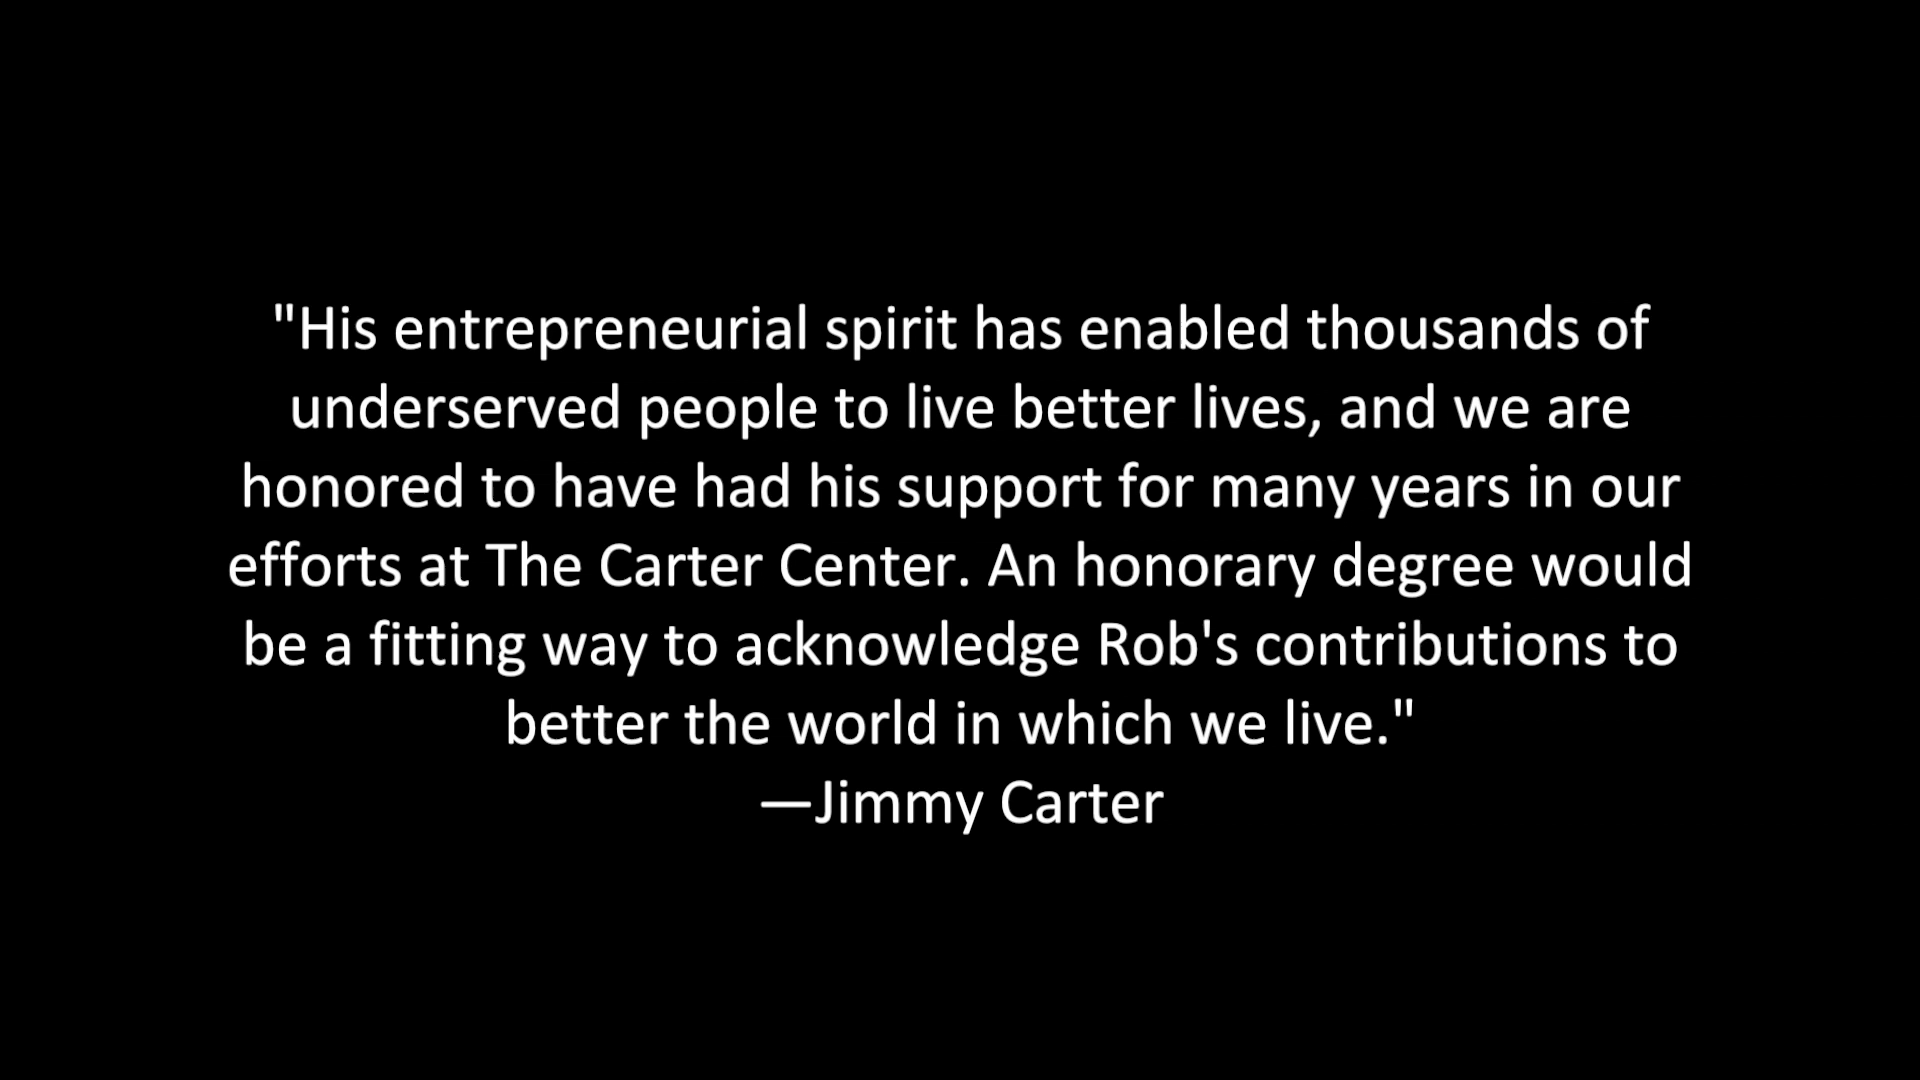 "His entrepreneurial spirit has enabled thousands of
underserved people to live better lives, and we are
honored to have had his support for many years in our
efforts at The Carter Center. An honorary degree would
be a fitting way to acknowledge Rob's contributions to
better the world in which we live."
—Jimmy Carter